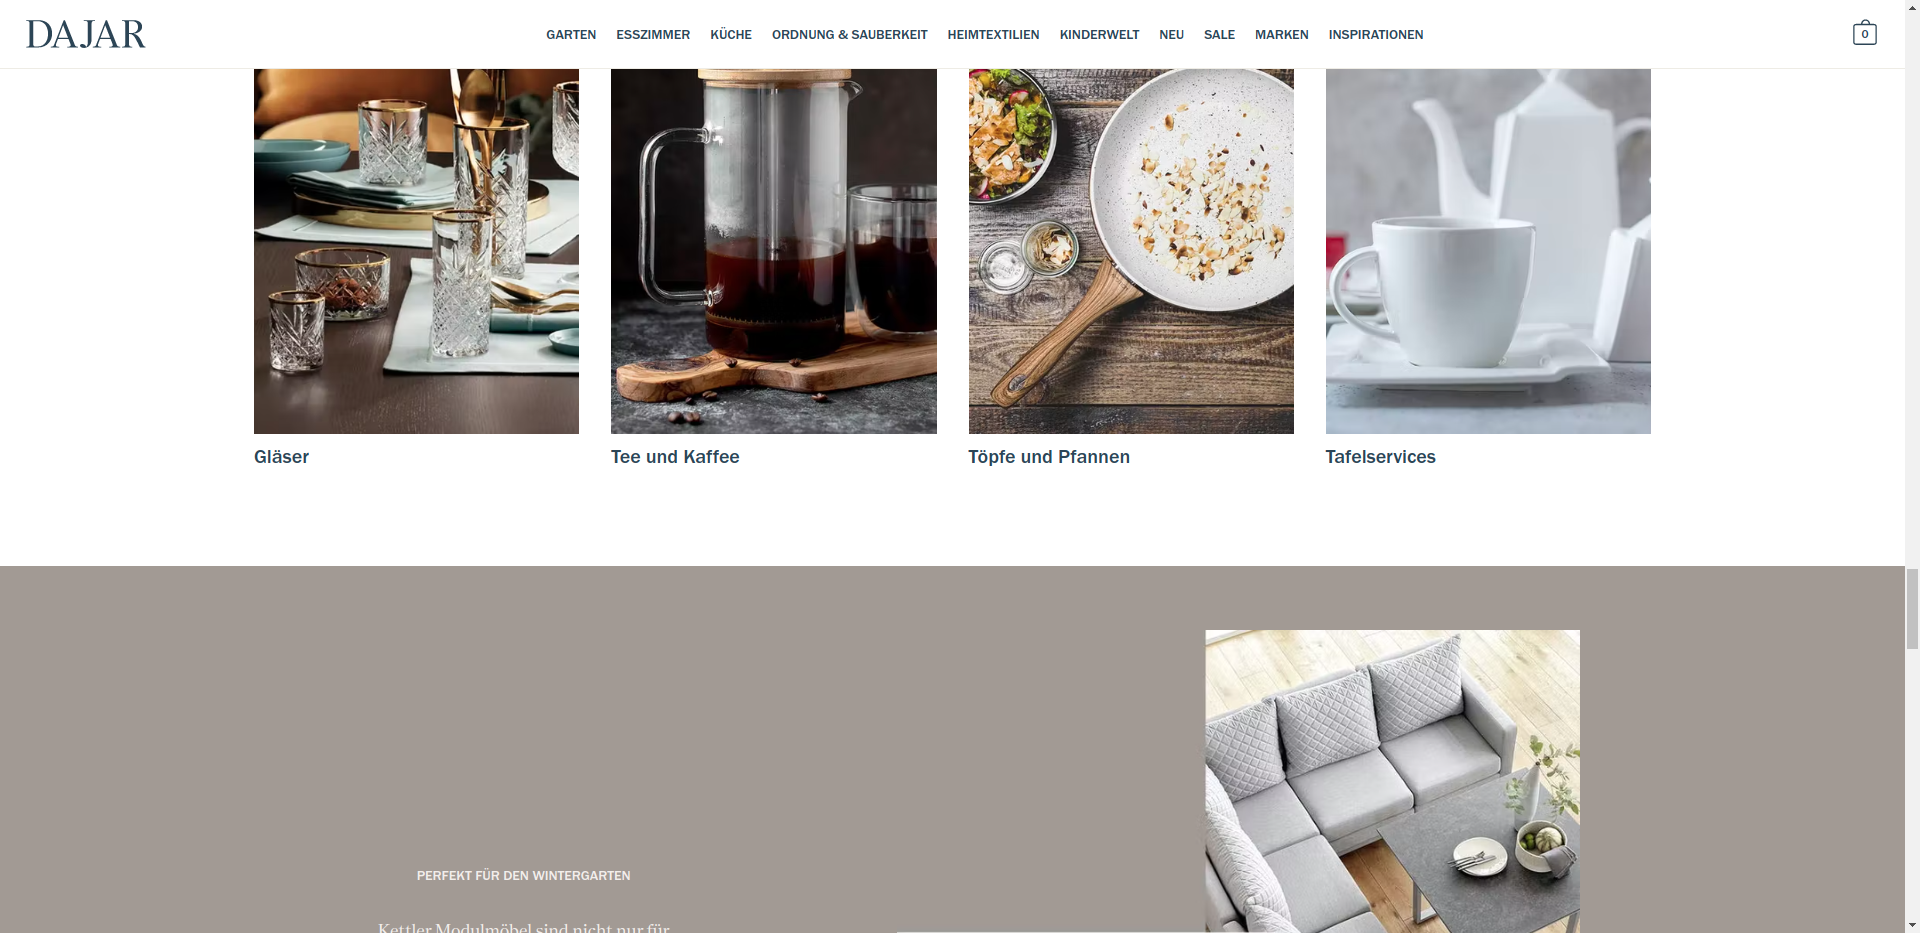 DAJAR
GARTEN
ESSZIMMER
KÜCHE
ORDNUNG & SAUBERKEIT
HEIMTEXTILIEN
KINDERWELT
NEU
SALE
MARKEN
INSPIRATIONEN
0
Gläser
Tee und Kaffee
Töpfe und Pfannen
Tafelservices
PERFEKT FÜR DEN WINTERGARTEN
Kettler Modulmöbel sind nicht nur für